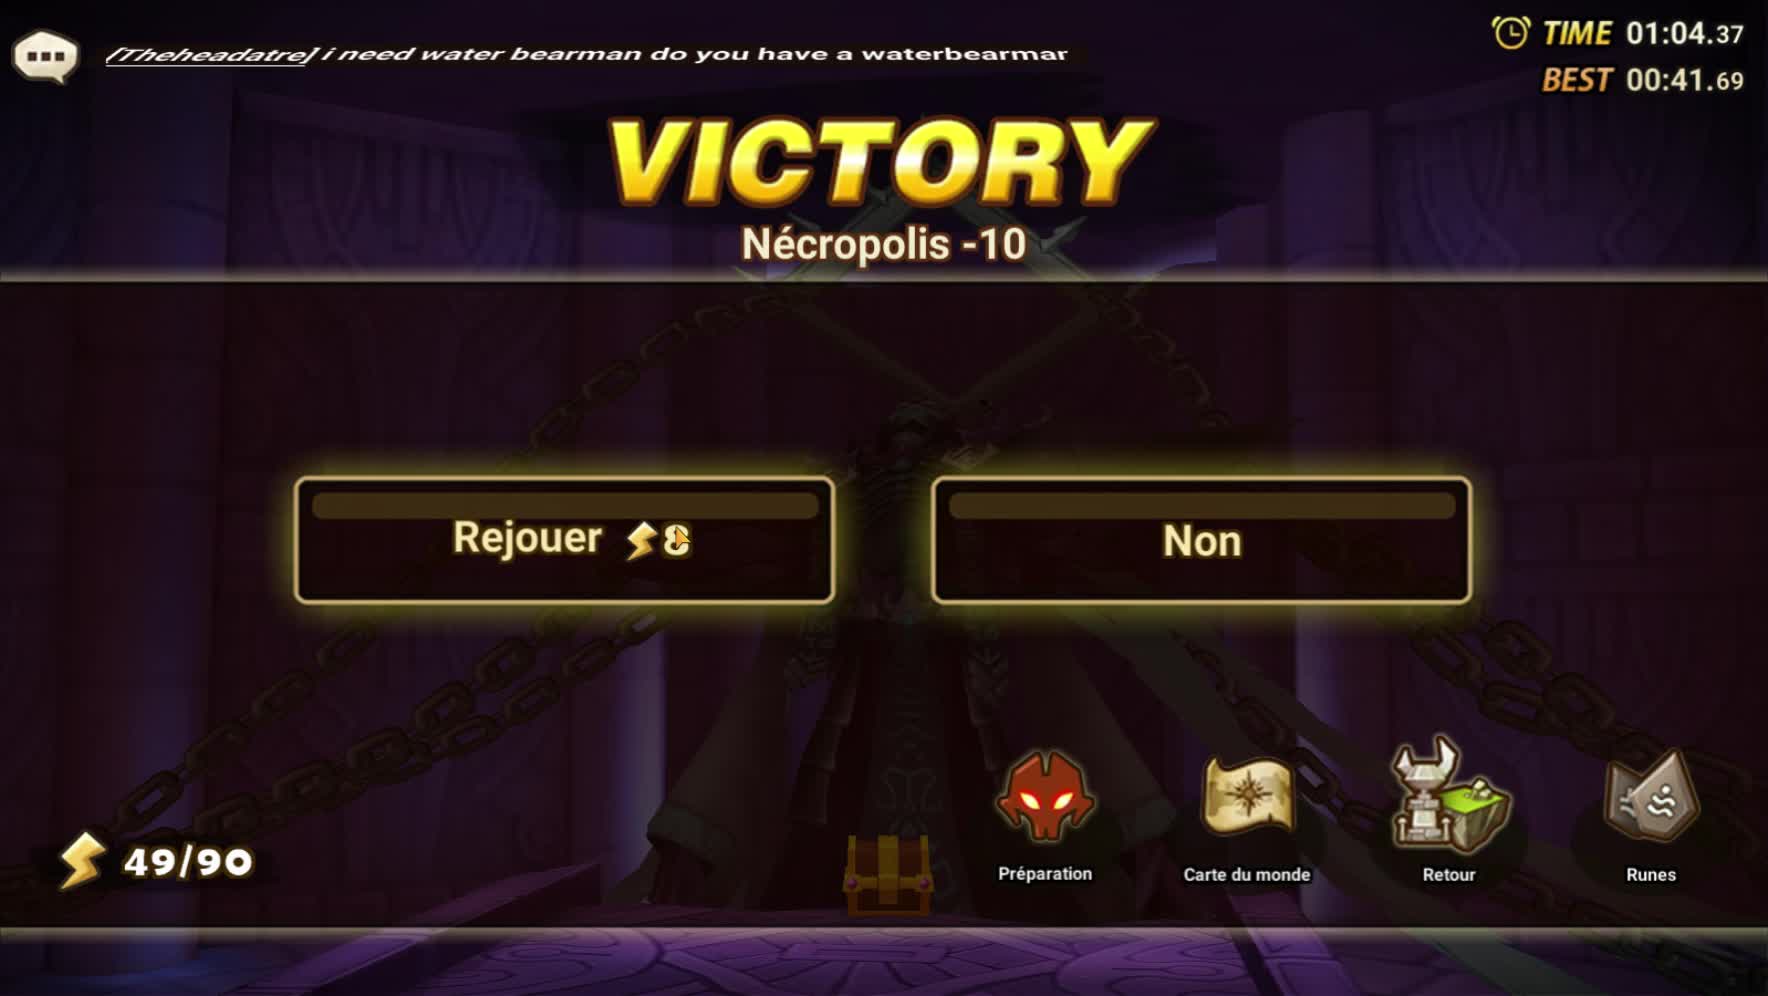 [Theheadatre] i need water bearman do you have a waterbearmar
TIME 01:04.37
BEST 00:41.69
VICTORY
Nécropolis -10
Rejouer 8
Non
49/90
Préparation
Carte du monde
Retour
Runes